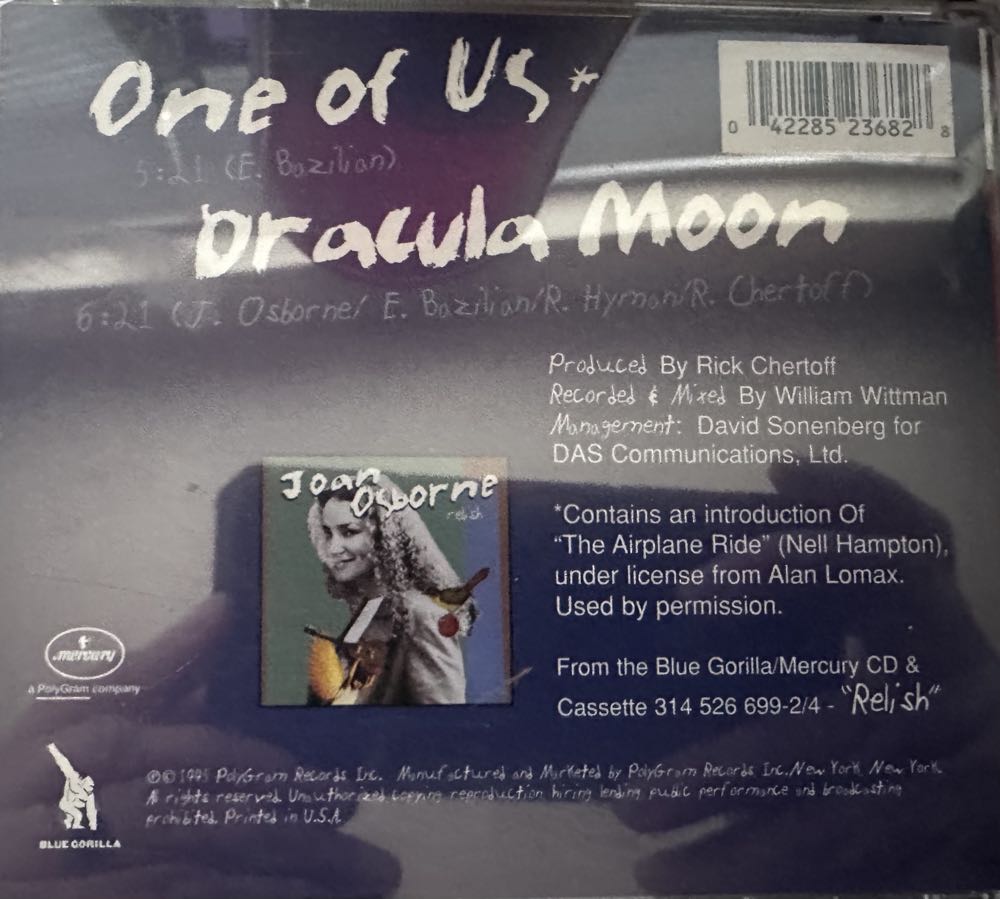 One of Us*
0 42285 23682 8
5:21 (E. Bazilian)
Dracula Moon
6:21 (J. Osborne/ E. Bazilian/R. Hyman/R. Chertoff)
Produced By Rick Chertoff
Recorded & Mixed By William Wittman
Management: David Sonenberg for
DAS Communications, Ltd.
Joan
Osborne
relish
*Contains an introduction Of
“The Airplane Ride” (Nell Hampton),
under license from Alan Lomax.
Used by permission.
mercury
a PolyGram company
From the Blue Gorilla/Mercury CD &
Cassette 314 526 699-2/4 - “Relish”
BLUE GORILLA
℗© 1995 PolyGram Records Inc. Manufactured and Marketed by PolyGram Records Inc. New York, New York.
All rights reserved Unauthorized copying reproduction hiring lending public performance and broadcasting
prohibited. Printed in U.S.A